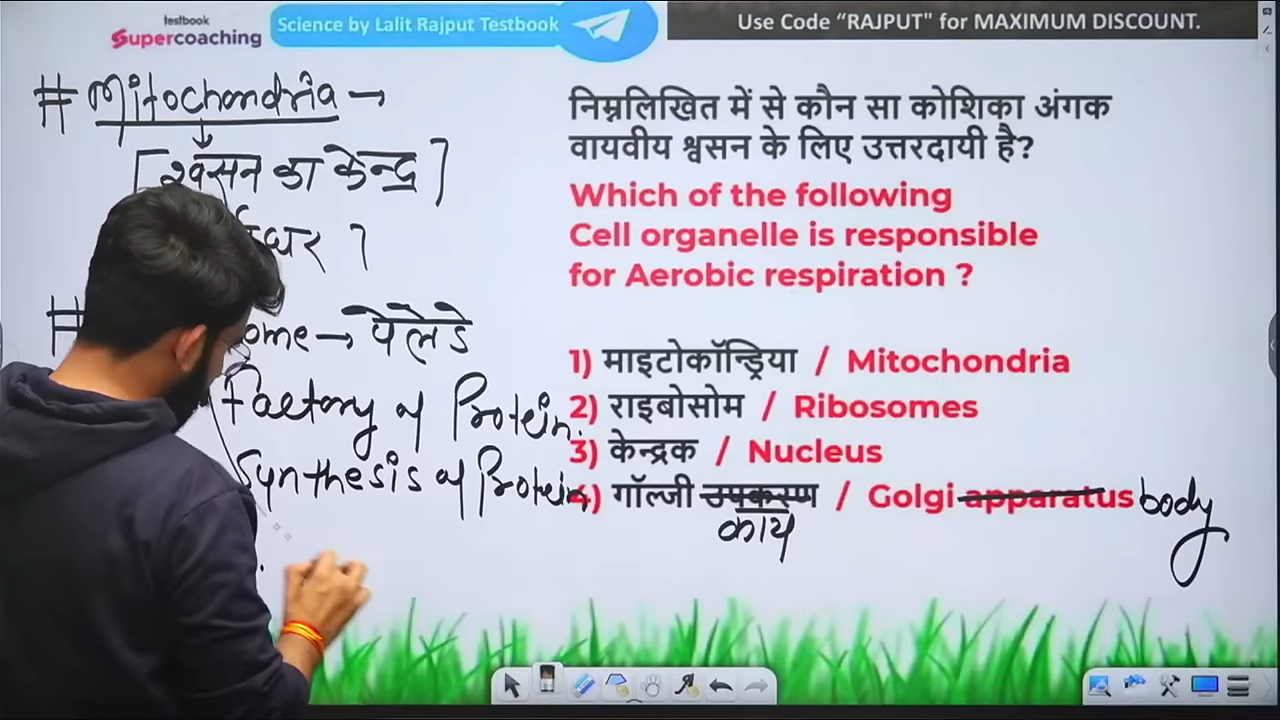 testbook
Supercoaching
Science by Lalit Rajput Testbook
Use Code “RAJPUT" for MAXIMUM DISCOUNT.
# Mitochondria →
[श्वसन का केन्द्र]
# ome → पैलेडे
Factory of Protein.
Synthesis of Protein
निम्नलिखित में से कौन सा कोशिका अंगक
वायवीय श्वसन के लिए उत्तरदायी है?
Which of the following
Cell organelle is responsible
for Aerobic respiration ?
1) माइटोकॉन्ड्रिया / Mitochondria
2) राइबोसोम / Ribosomes
3) केन्द्रक / Nucleus
4) गॉल्जी उपकरण / Golgi apparatus body
काय